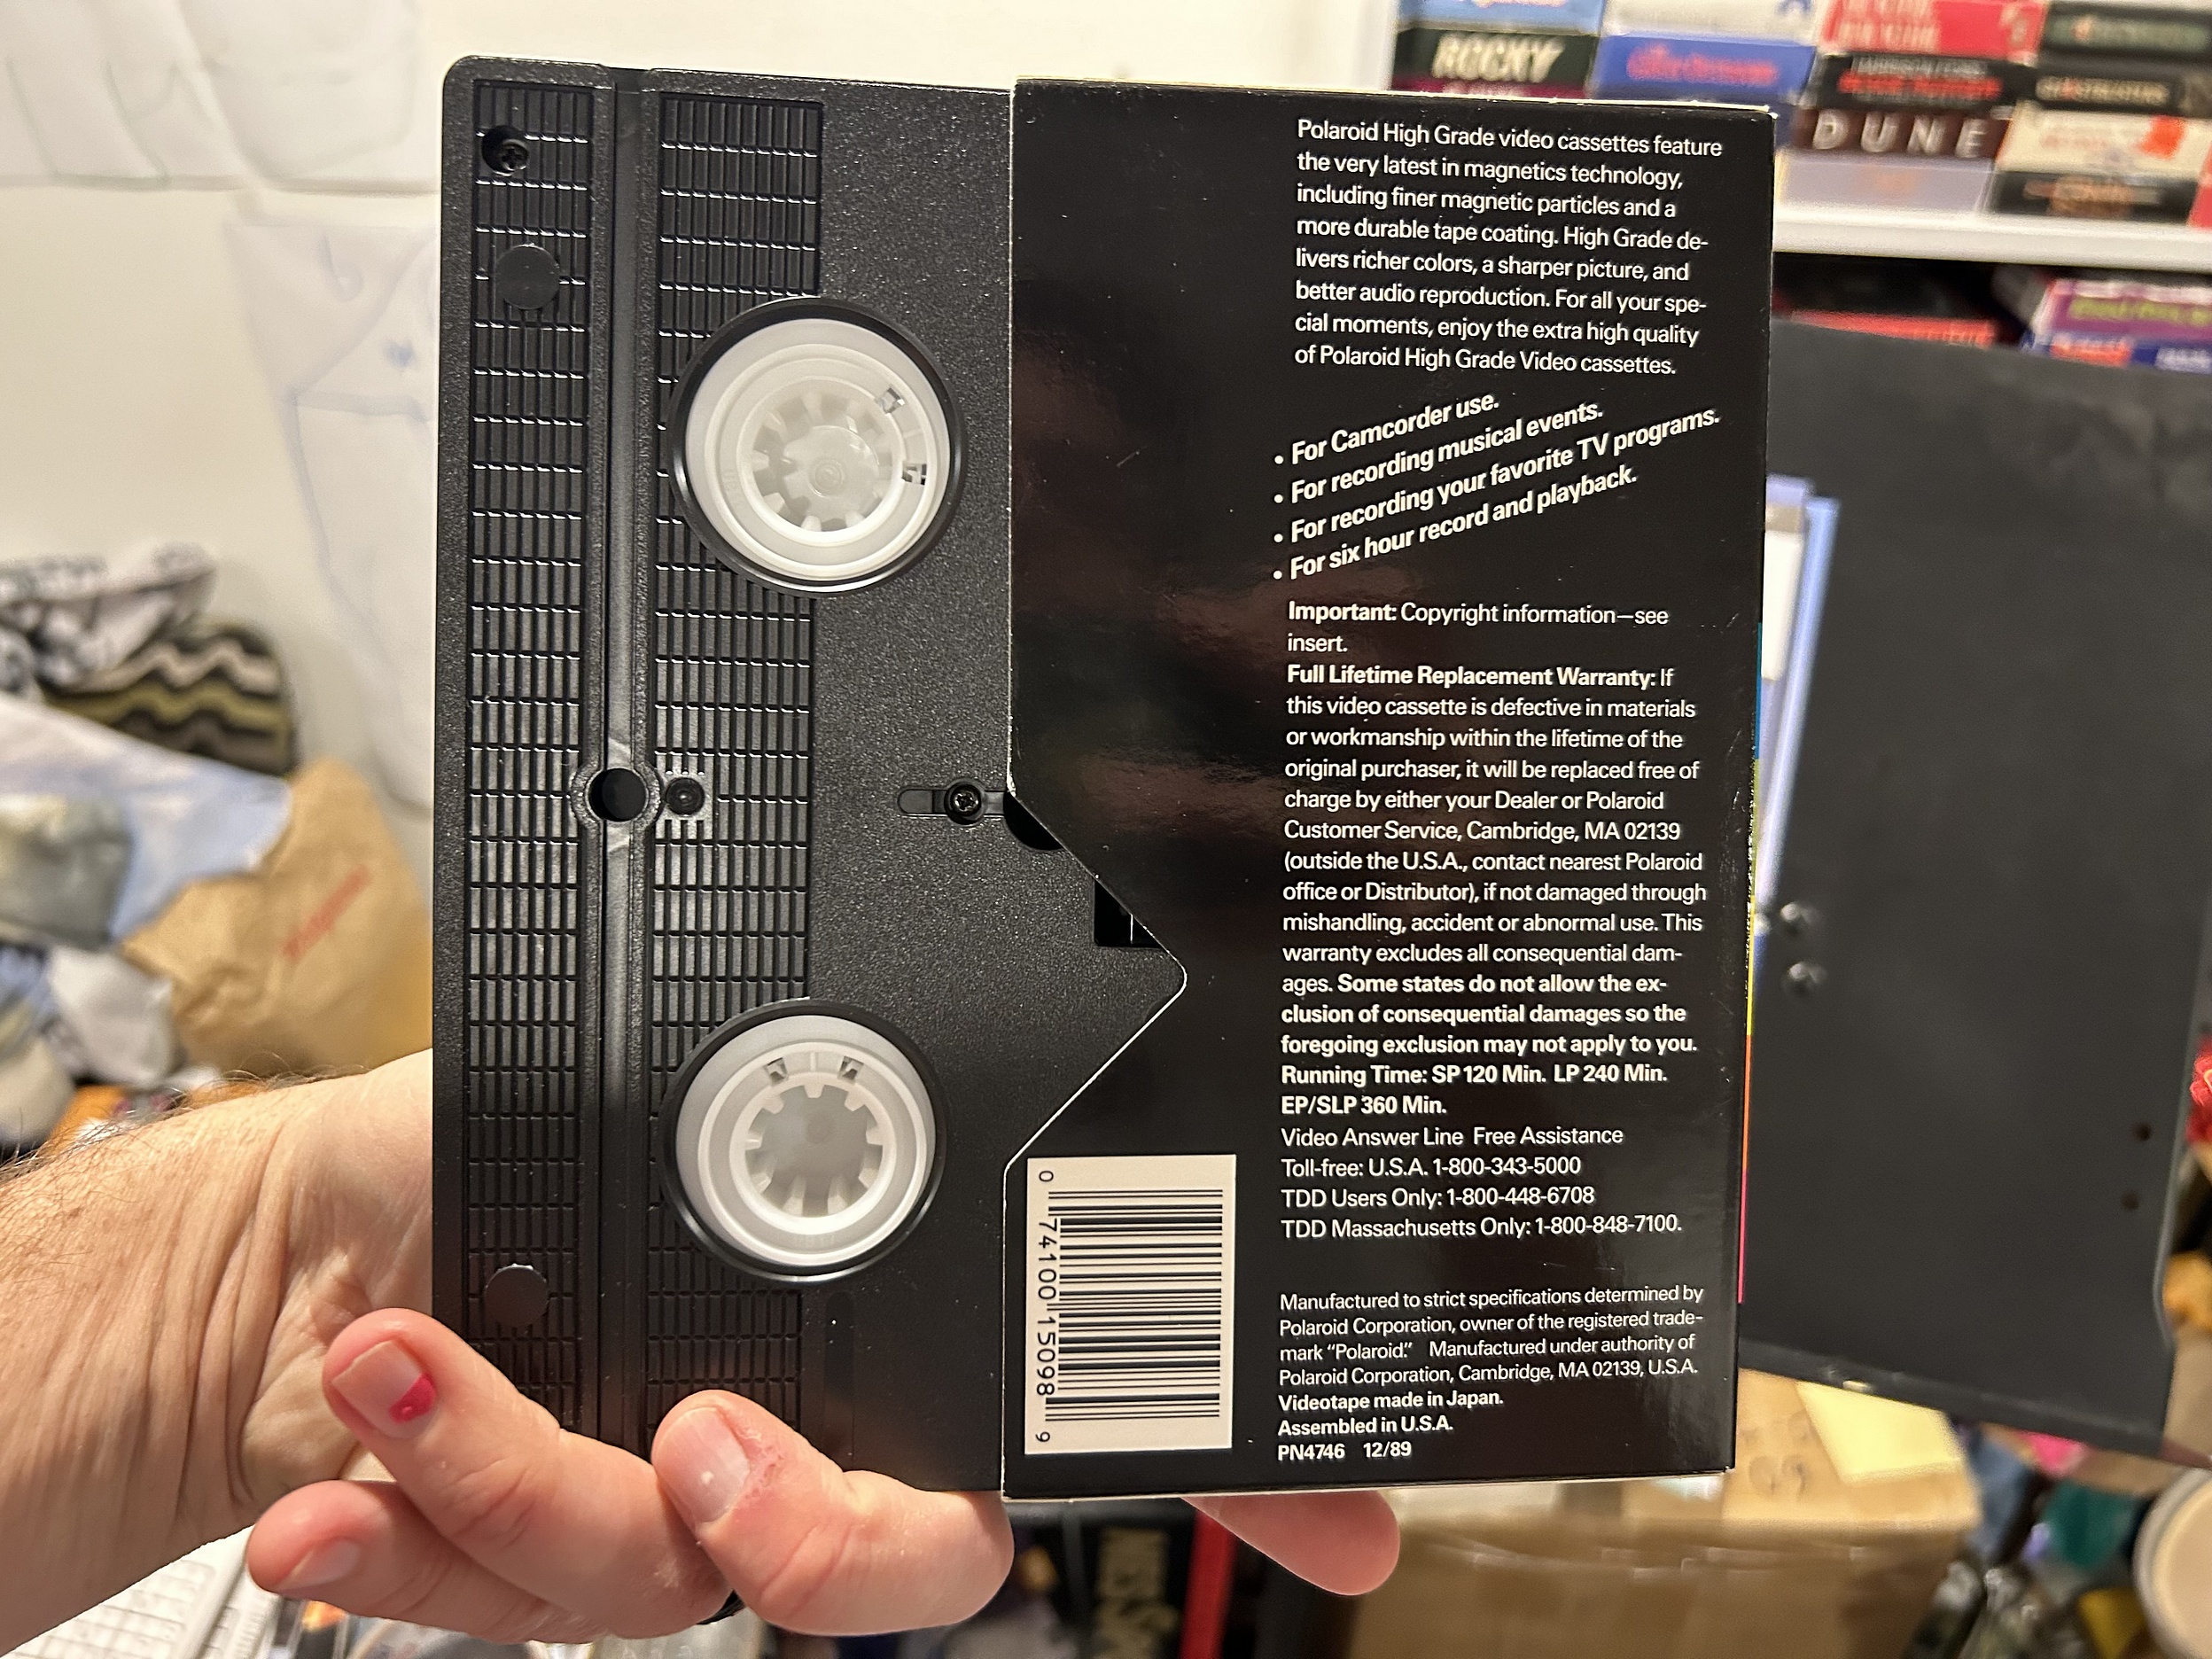 ROCKY
DUNE
Polaroid High Grade video cassettes feature
the very latest in magnetics technology,
including finer magnetic particles and a
more durable tape coating. High Grade de-
livers richer colors, a sharper picture, and
better audio reproduction. For all your spe-
cial moments, enjoy the extra high quality
of Polaroid High Grade Video cassettes.
• For Camcorder use.
• For recording musical events.
• For recording your favorite TV programs.
• For six hour record and playback.
Important: Copyright information—see
insert.
Full Lifetime Replacement Warranty: If
this video cassette is defective in materials
or workmanship within the lifetime of the
original purchaser, it will be replaced free of
charge by either your Dealer or Polaroid
Customer Service, Cambridge, MA 02139
(outside the U.S.A., contact nearest Polaroid
office or Distributor), if not damaged through
mishandling, accident or abnormal use. This
warranty excludes all consequential dam-
ages. Some states do not allow the ex-
clusion of consequential damages so the
foregoing exclusion may not apply to you.
Running Time: SP 120 Min. LP 240 Min.
EP/SLP 360 Min.
Video Answer Line Free Assistance
Toll-free: U.S.A. 1-800-343-5000
TDD Users Only: 1-800-448-6708
TDD Massachusetts Only: 1-800-848-7100.
Manufactured to strict specifications determined by
Polaroid Corporation, owner of the registered trade-
mark “Polaroid.” Manufactured under authority of
Polaroid Corporation, Cambridge, MA 02139, U.S.A.
Videotape made in Japan.
Assembled in U.S.A.
PN4746 12/89
0 74100 15098 9